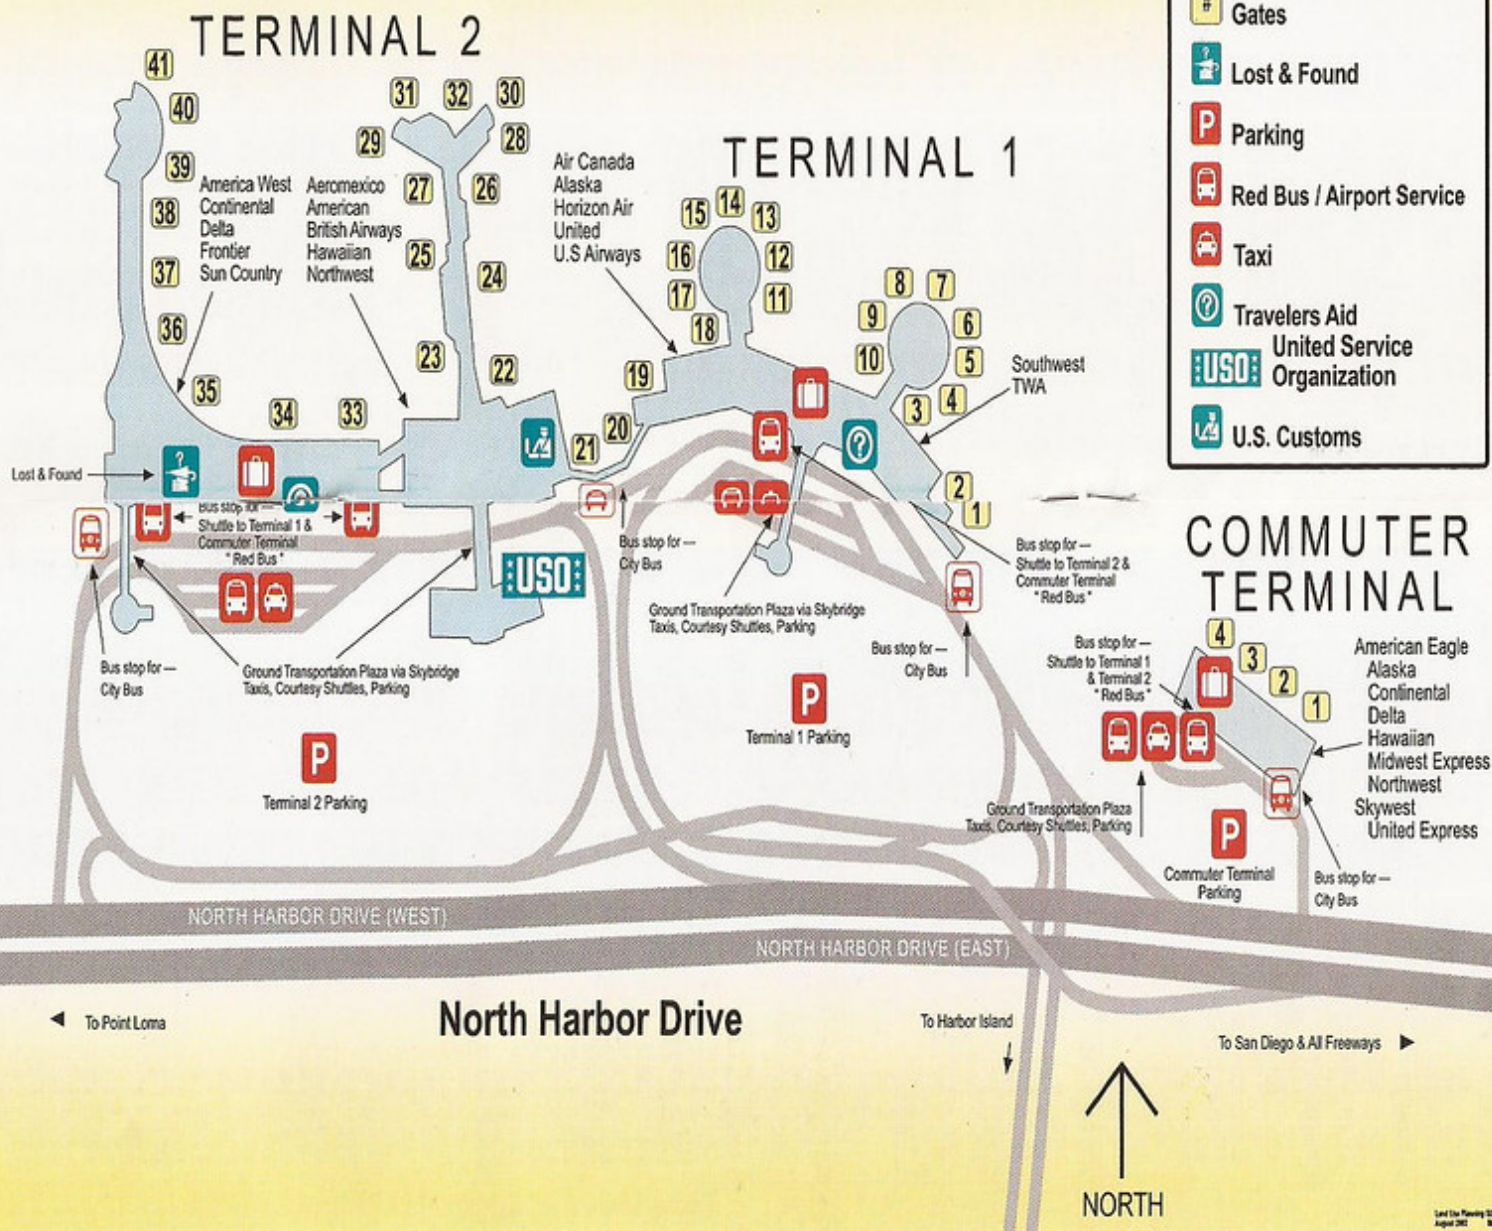 TERMINAL 2
41
40
39
38
37
36
35
34
33
31
32
30
29
28
27
26
25
24
23
22
21
20
19
America West
Continental
Delta
Frontier
Sun Country
Aeromexico
American
British Airways
Hawaiian
Northwest
Air Canada
Alaska
Horizon Air
United
U.S Airways
TERMINAL 1
15
14
13
16
12
17
11
18
8
7
9
6
10
5
3
4
2
1
Southwest
TWA
#
Gates
Lost & Found
P
Parking
Red Bus / Airport Service
Taxi
?
Travelers Aid
USO
United Service
Organization
U.S. Customs
Lost & Found
?
Bus stop for —
Shuttle to Terminal 1 &
Commuter Terminal
"Red Bus"
Bus stop for —
City Bus
USO
Ground Transportation Plaza via Skybridge
Taxis, Courtesy Shuttles, Parking
Bus stop for —
City Bus
P
Terminal 2 Parking
?
Ground Transportation Plaza via Skybridge
Taxis, Courtesy Shuttles, Parking
Bus stop for —
Shuttle to Terminal 2 &
Commuter Terminal
"Red Bus"
Bus stop for —
City Bus
P
Terminal 1 Parking
COMMUTER
TERMINAL
4
3
2
1
Bus stop for —
Shuttle to Terminal 1
& Terminal 2
"Red Bus"
American Eagle
Alaska
Continental
Delta
Hawaiian
Midwest Express
Northwest
Skywest
United Express
Ground Transportation Plaza
Taxis, Courtesy Shuttles, Parking
P
Commuter Terminal
Parking
Bus stop for —
City Bus
NORTH HARBOR DRIVE (WEST)
NORTH HARBOR DRIVE (EAST)
To Point Loma
North Harbor Drive
To Harbor Island
To San Diego & All Freeways
NORTH
Land Use Planning
August 2002